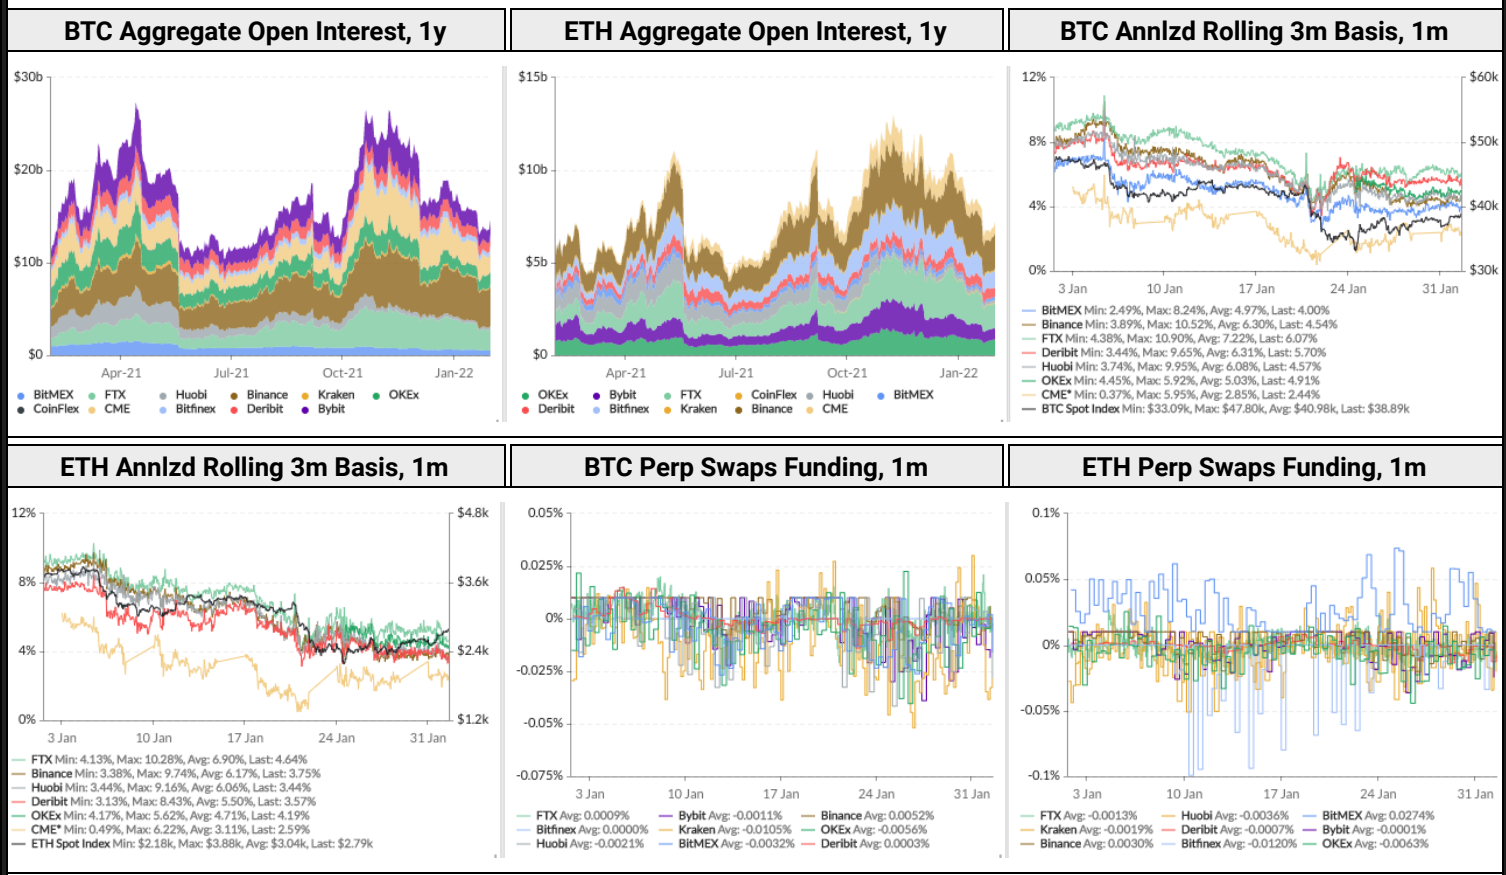 BTC Aggregate Open Interest, 1y
$30b
$20b
$10b
$0
Apr-21 Jul-21 Oct-21 Jan-22
BitMEX FTX Huobi Binance Kraken OKEx
CoinFlex CME Bitfinex Deribit Bybit
ETH Aggregate Open Interest, 1y
$15b
$10b
$5b
$0
Apr-21 Jul-21 Oct-21 Jan-22
OKEx Bybit FTX CoinFlex Huobi BitMEX
Deribit Bitfinex Kraken Binance CME
BTC Annlzd Rolling 3m Basis, 1m
12% $60k
8% $50k
4% $40k
0% $30k
3 Jan 10 Jan 17 Jan 24 Jan 31 Jan
BitMEX Min: 2.49%, Max: 8.24%, Avg: 4.97%, Last: 4.00%
Binance Min: 3.89%, Max: 10.52%, Avg: 6.30%, Last: 4.54%
FTX Min: 4.38%, Max: 10.90%, Avg: 7.22%, Last: 6.07%
Deribit Min: 3.44%, Max: 9.65%, Avg: 6.31%, Last: 5.70%
Huobi Min: 3.74%, Max: 9.95%, Avg: 6.08%, Last: 4.57%
OKEx Min: 4.45%, Max: 5.92%, Avg: 5.03%, Last: 4.91%
CME* Min: 0.37%, Max: 5.95%, Avg: 2.85%, Last: 2.44%
BTC Spot Index Min: $33.09k, Max: $47.80k, Avg: $40.98k, Last: $38.89k
ETH Annlzd Rolling 3m Basis, 1m
12% $4.8k
8% $3.6k
4% $2.4k
0% $1.2k
3 Jan 10 Jan 17 Jan 24 Jan 31 Jan
FTX Min: 4.13%, Max: 10.28%, Avg: 6.90%, Last: 4.64%
Binance Min: 3.38%, Max: 9.74%, Avg: 6.17%, Last: 3.75%
Huobi Min: 3.44%, Max: 9.16%, Avg: 6.06%, Last: 3.44%
Deribit Min: 3.13%, Max: 8.43%, Avg: 5.50%, Last: 3.57%
OKEx Min: 4.17%, Max: 5.62%, Avg: 4.71%, Last: 4.19%
CME* Min: 0.49%, Max: 6.22%, Avg: 3.11%, Last: 2.59%
ETH Spot Index Min: $2.18k, Max: $3.88k, Avg: $3.04k, Last: $2.79k
BTC Perp Swaps Funding, 1m
0.05%
0.025%
0%
-0.025%
-0.05%
-0.075%
3 Jan 10 Jan 17 Jan 24 Jan 31 Jan
FTX Avg: 0.0009% Bybit Avg: -0.0011% Binance Avg: 0.0052%
Bitfinex Avg: 0.0000% Kraken Avg: -0.0105% OKEx Avg: -0.0056%
Huobi Avg: -0.0021% BitMEX Avg: -0.0032% Deribit Avg: 0.0003%
ETH Perp Swaps Funding, 1m
0.1%
0.05%
0%
-0.05%
-0.1%
3 Jan 10 Jan 17 Jan 24 Jan 31 Jan
FTX Avg: -0.0013% Huobi Avg: -0.0036% BitMEX Avg: 0.0274%
Kraken Avg: -0.0019% Deribit Avg: -0.0007% Bybit Avg: -0.0001%
Binance Avg: 0.0030% Bitfinex Avg: -0.0120% OKEx Avg: -0.0063%